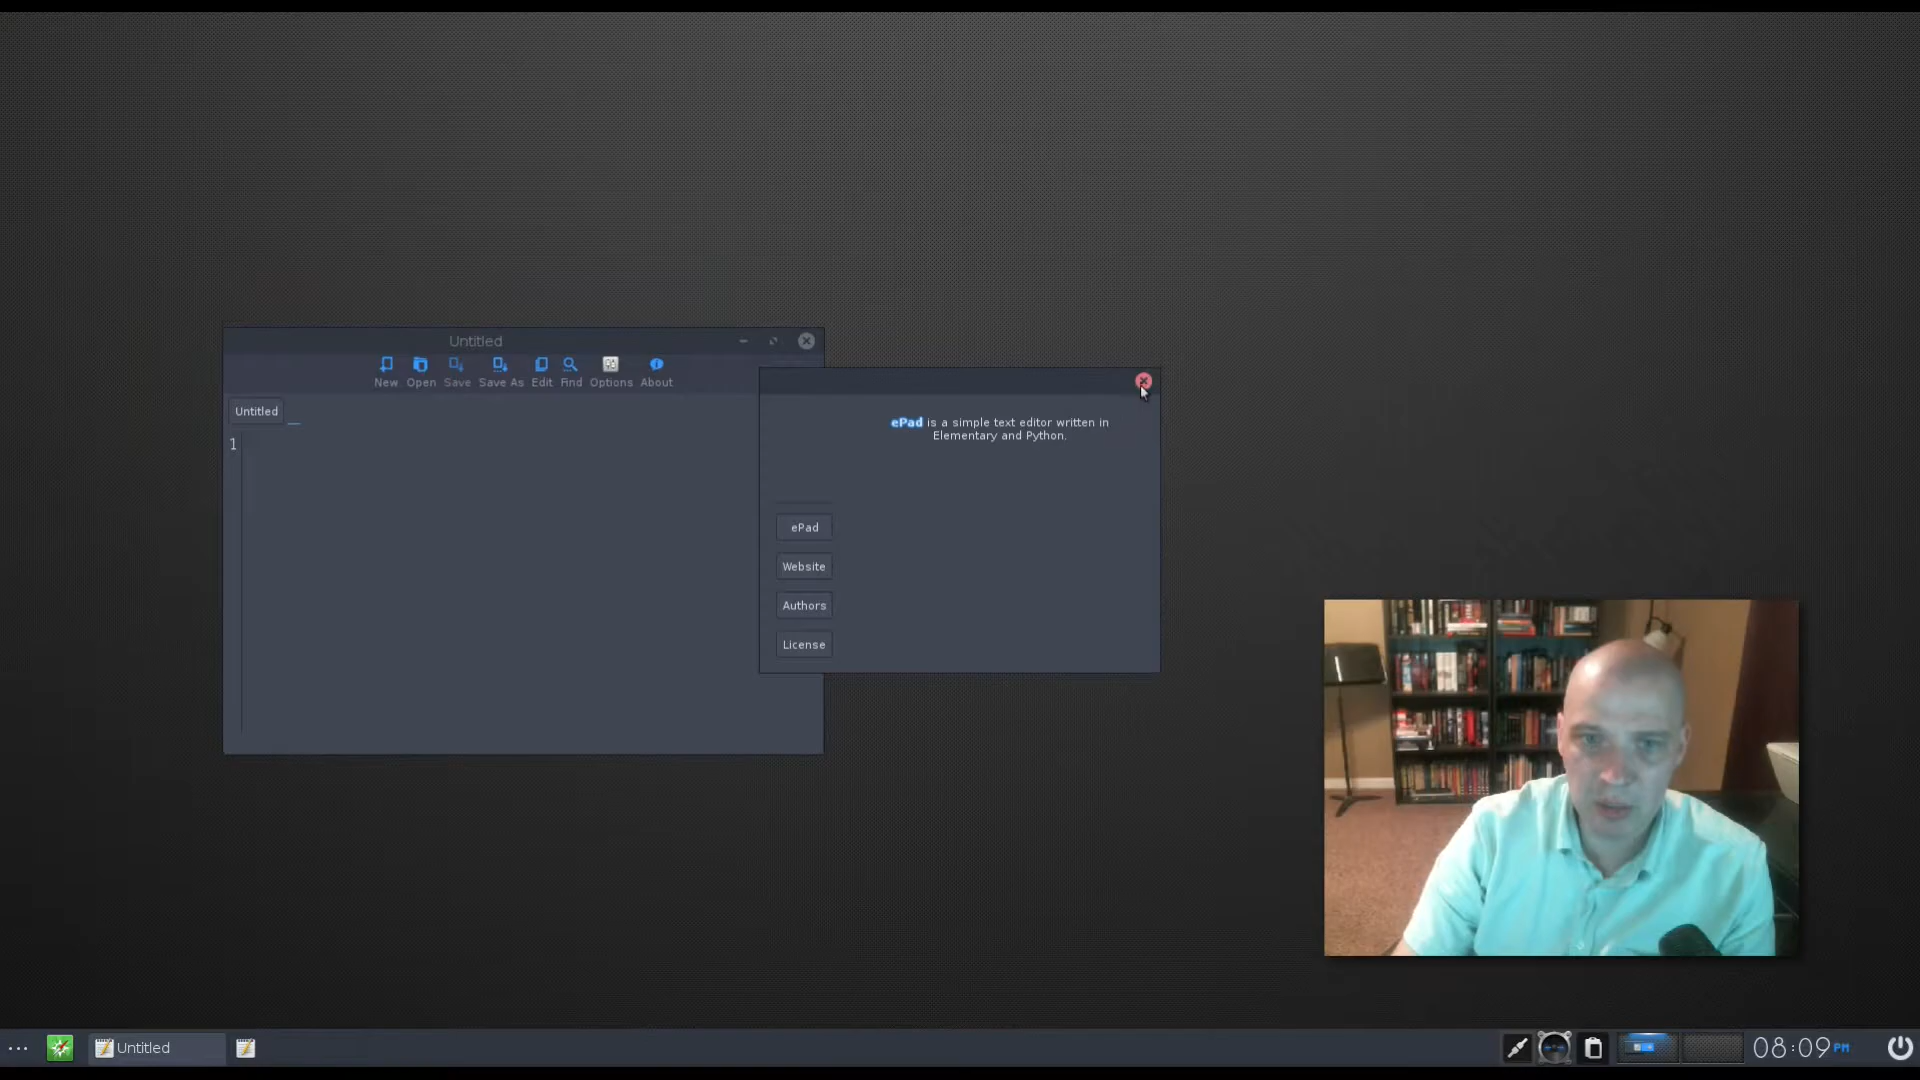 Untitled
New Open Save Save As Edit Find Options About
Untitled
1
ePad is a simple text editor written in
Elementary and Python.
ePad
Website
Authors
License
Untitled
08:09 PM